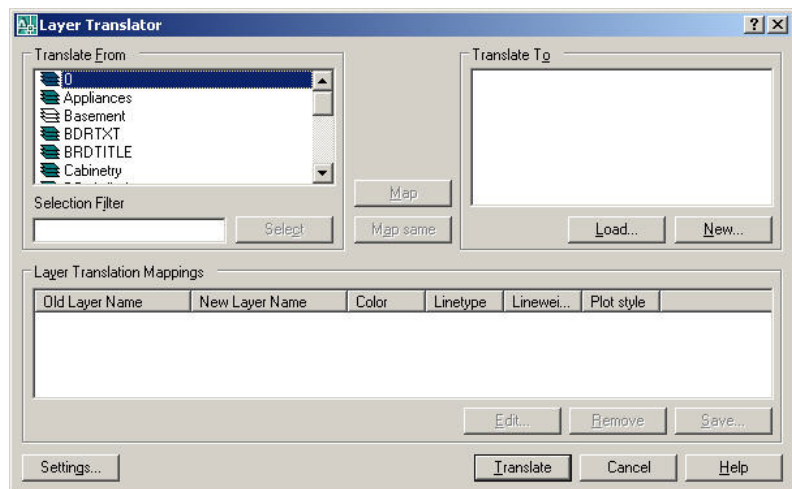 Layer Translator
Translate From
0
Appliances
Basement
BDRTXT
BRDTITLE
Cabinetry
Selection Filter
Select
Map
Map same
Translate To
Load...
New...
Layer Translation Mappings
Old Layer Name New Layer Name Color Linetype Linewei... Plot style
Edit... Remove Save...
Settings... Translate Cancel Help